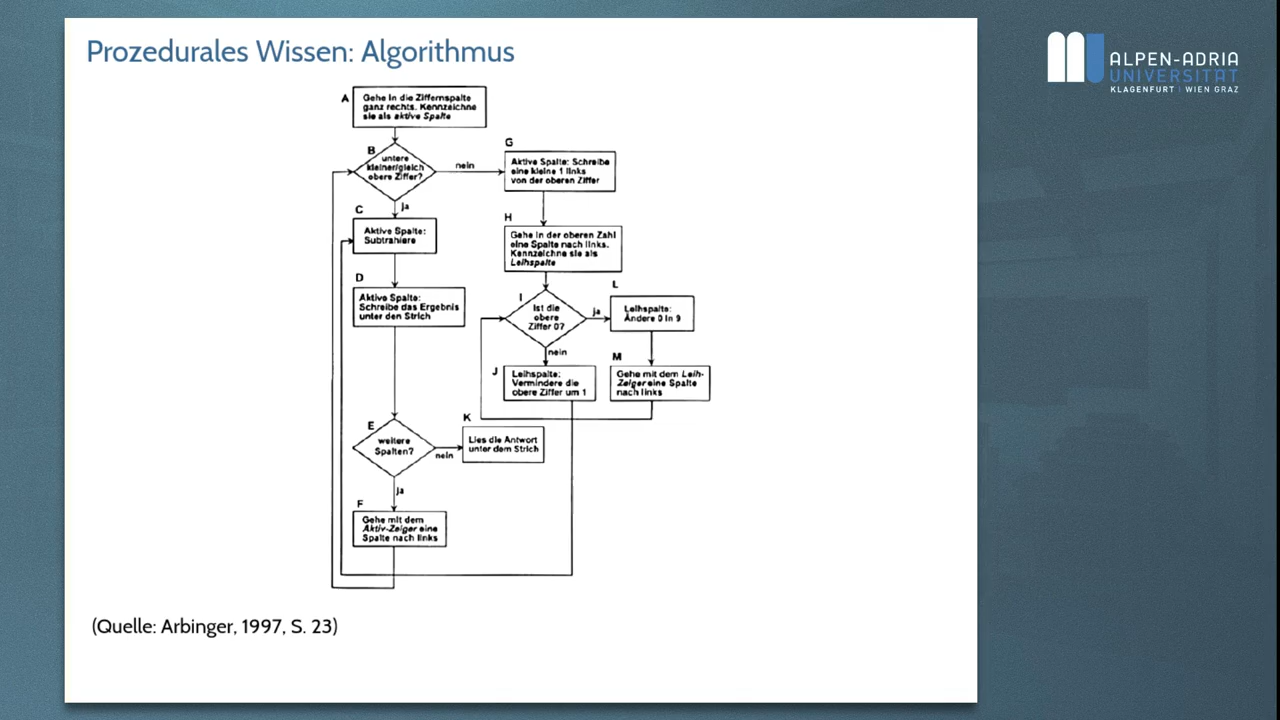 Prozedurales Wissen: Algorithmus
ALPEN-ADRIA
UNIVERSITÄT
KLAGENFURT | WIEN GRAZ
A
Gehe in die Ziffernspalte
ganz rechts. Kennzeichne
sie als aktive Spalte
B
untere
kleiner/gleich
obere Ziffer?
nein
ja
G
Aktive Spalte: Schreibe
eine kleine 1 links
von der oberen Ziffer
C
Aktive Spalte:
Subtrahiere
H
Gehe in der oberen Zahl
eine Spalte nach links.
Kennzeichne sie als
Leihspalte
D
Aktive Spalte:
Schreibe das Ergebnis
unter den Strich
I
Ist die
obere
Ziffer 0?
ja
nein
L
Leihspalte:
Ändere 0 in 9
J
Leihspalte:
Vermindere die
obere Ziffer um 1
M
Gehe mit dem Leih-
Zeiger eine Spalte
nach links
E
weitere
Spalten?
nein
ja
K
Lies die Antwort
unter dem Strich
F
Gehe mit dem
Aktiv-Zeiger eine
Spalte nach links
(Quelle: Arbinger, 1997, S. 23)